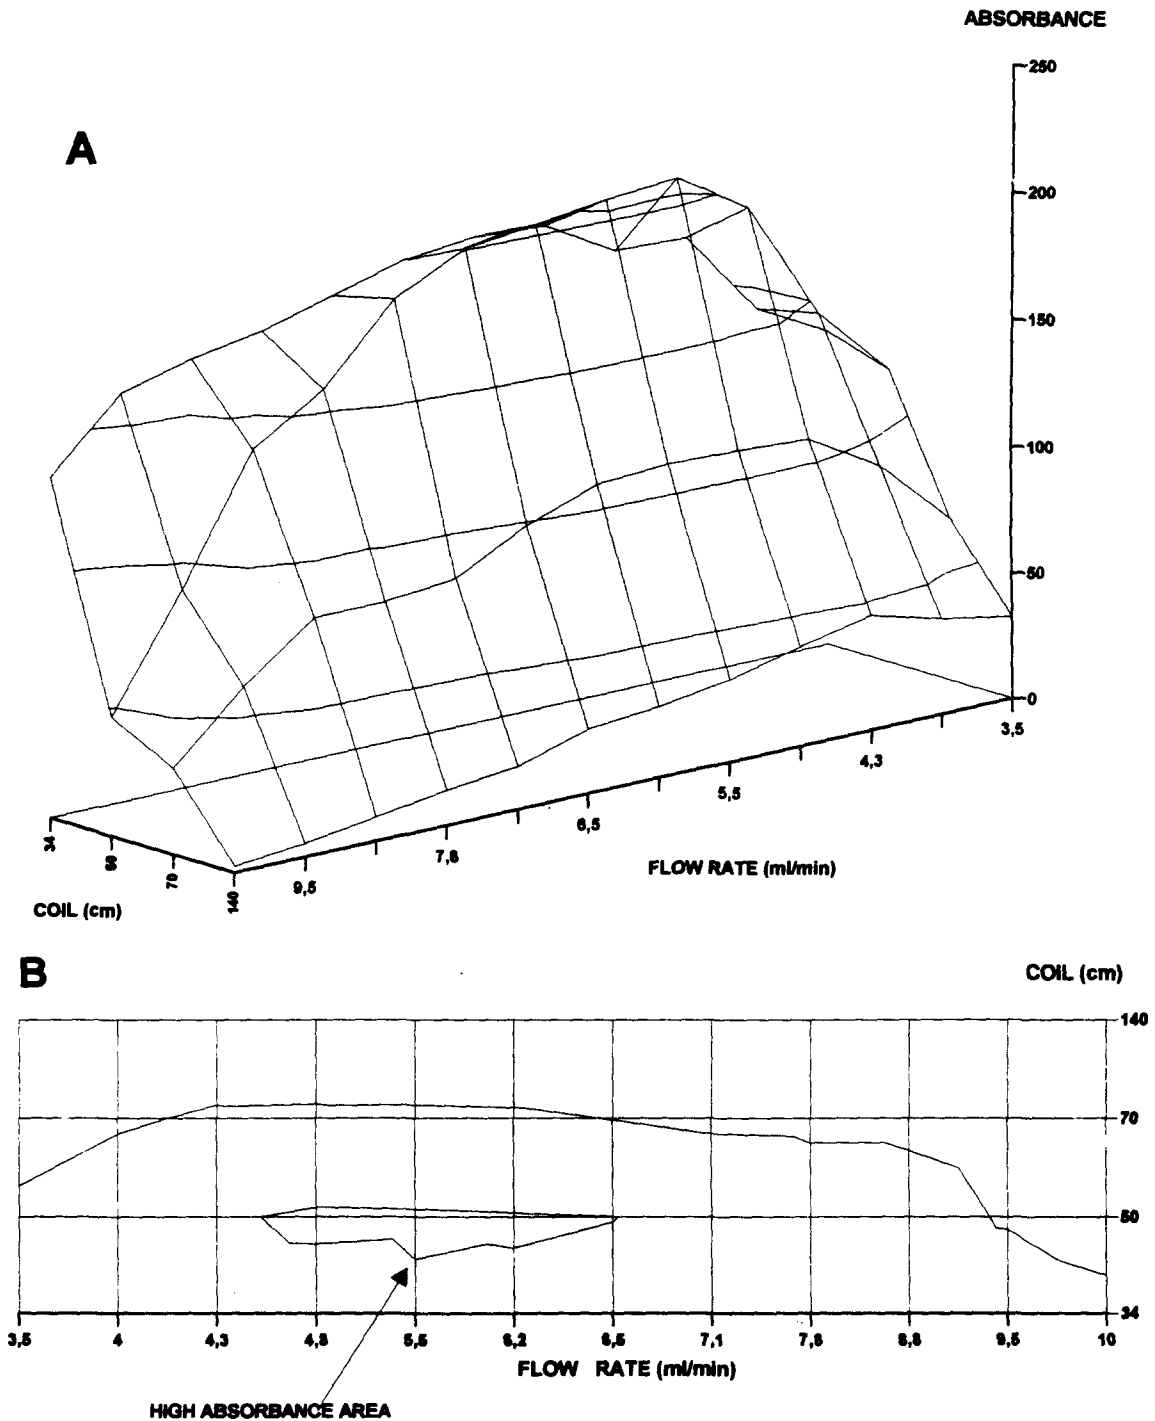 ABSORBANCE
250
A
200
150
100
50
0
3,5
4,3
5,5
6,5
7,6
9,5
FLOW RATE (ml/min)
34
50
70
140
COIL (cm)
B
COIL (cm)
140
70
50
34
3,5 4 4,3 4,8 5,5 6,2 6,5 7,1 7,6 8,8 9,5 10
FLOW RATE (ml/min)
HIGH ABSORBANCE AREA